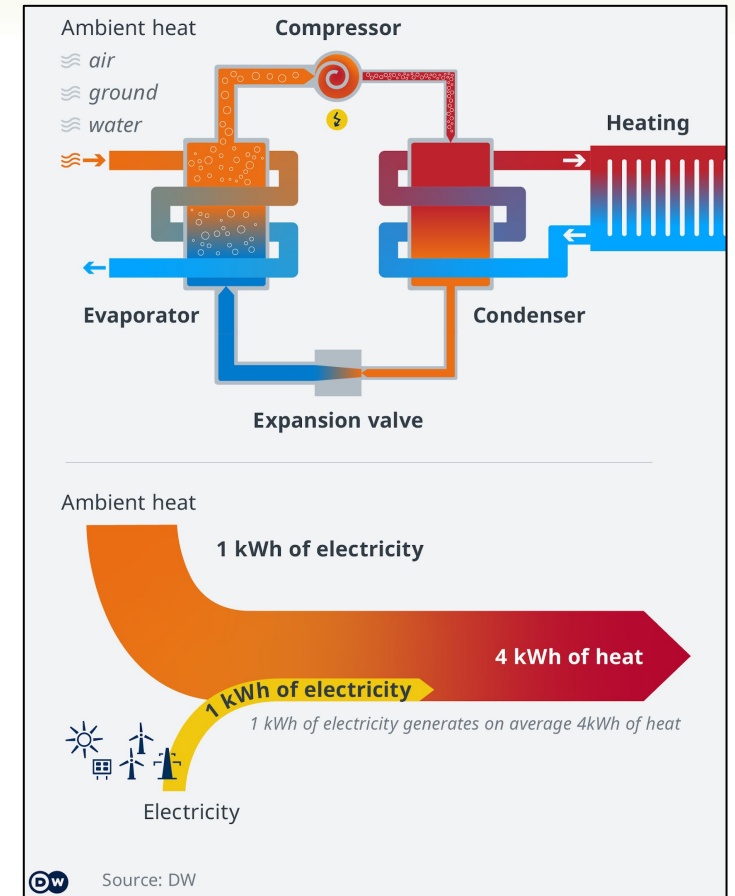 Ambient heat
air
ground
water
Compressor
Heating
Evaporator
Condenser
Expansion valve
Ambient heat
1 kWh of electricity
4 kWh of heat
1 kWh of electricity
1 kWh of electricity generates on average 4kWh of heat
Electricity
DW
Source: DW